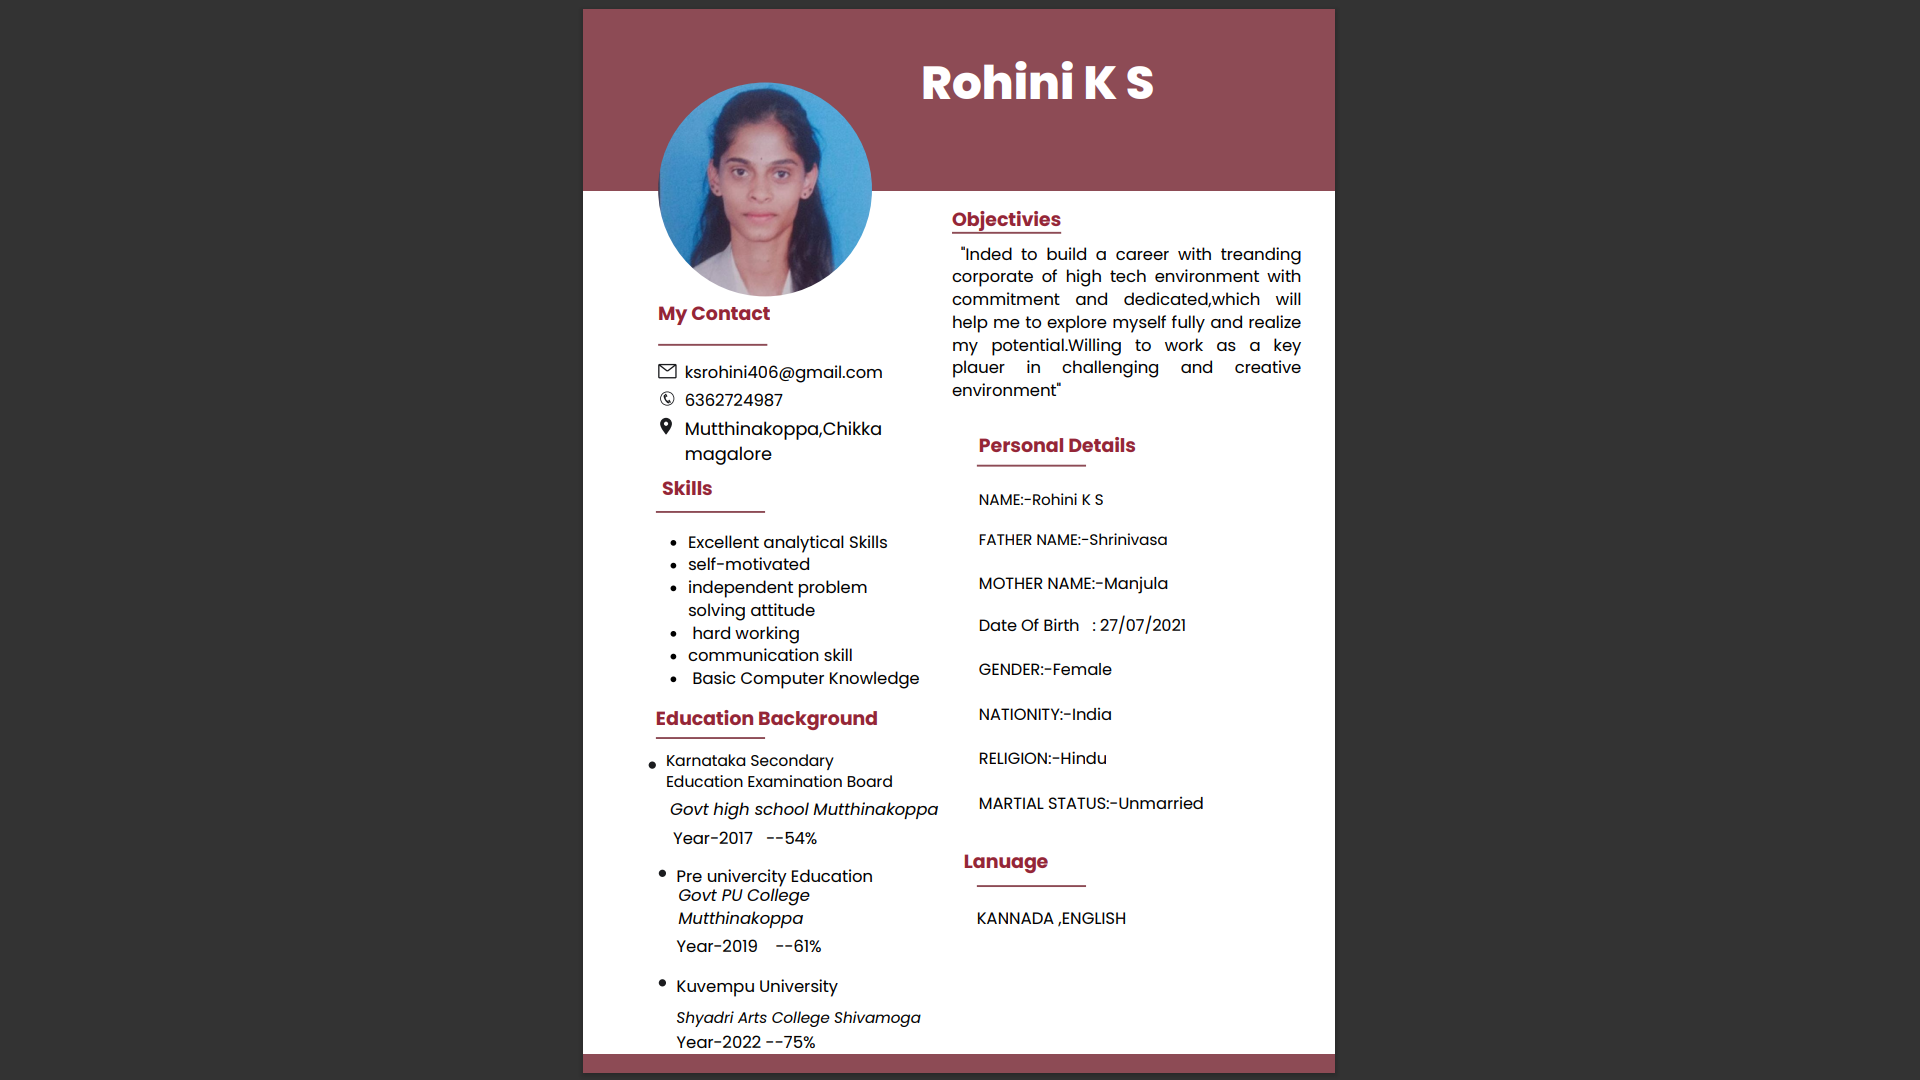 Rohini K S
My Contact
ksrohini406@gmail.com
6362724987
Mutthinakoppa,Chikka
magalore
Skills
• Excellent analytical Skills
• self-motivated
• independent problem
solving attitude
• hard working
• communication skill
• Basic Computer Knowledge
Education Background
• Karnataka Secondary
Education Examination Board
Govt high school Mutthinakoppa
Year-2017 --54%
• Pre univercity Education
Govt PU College
Mutthinakoppa
Year-2019 --61%
• Kuvempu University
Shyadri Arts College Shivamoga
Year-2022 --75%
Objectivies
"Inded to build a career with treanding
corporate of high tech environment with
commitment and dedicated,which will
help me to explore myself fully and realize
my potential.Willing to work as a key
plauer in challenging and creative
environment"
Personal Details
NAME:-Rohini K S
FATHER NAME:-Shrinivasa
MOTHER NAME:-Manjula
Date Of Birth : 27/07/2021
GENDER:-Female
NATIONITY:-India
RELIGION:-Hindu
MARTIAL STATUS:-Unmarried
Lanuage
KANNADA ,ENGLISH